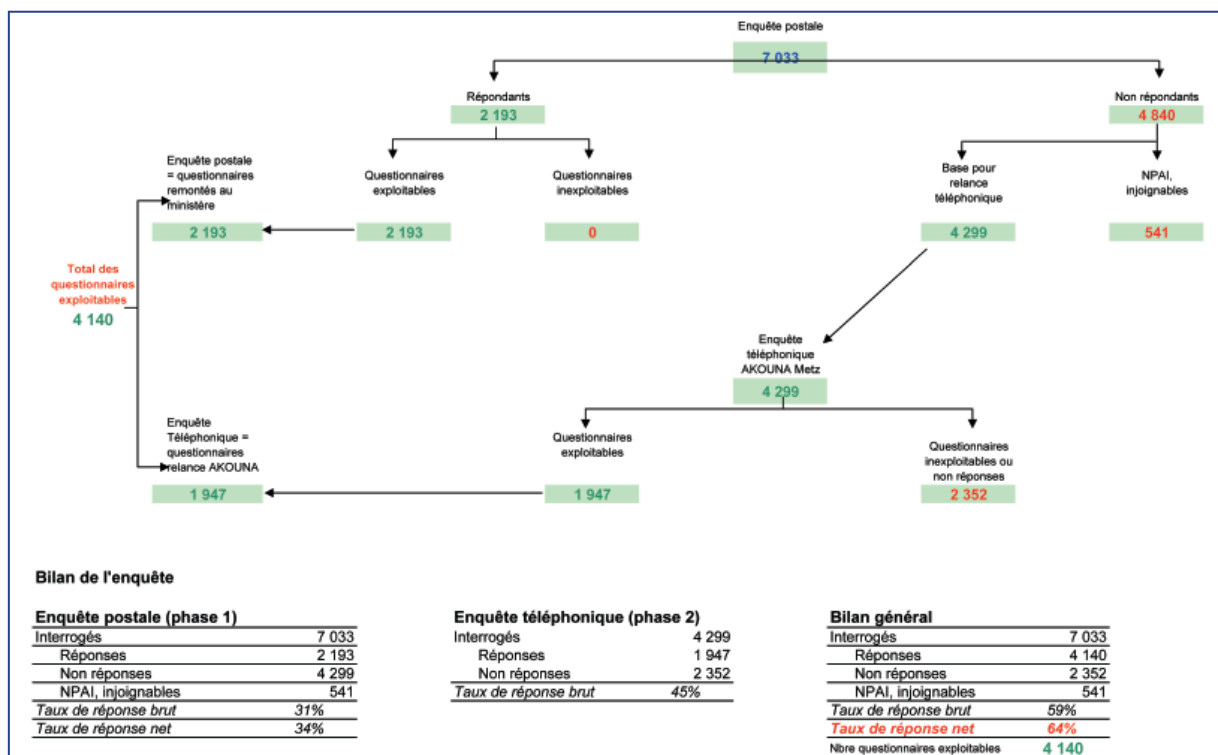 Enquête postale
7 033
Répondants
2 193
Non répondants
4 840
Enquête postale
= questionnaires
remontés au
ministère
2 193
Questionnaires
exploitables
2 193
Questionnaires
inexploitables
0
Base pour
relance
téléphonique
4 299
NPAI,
injoignables
541
Total des
questionnaires
exploitables
4 140
Enquête
téléphonique
AKOUNA Metz
4 299
Enquête
Téléphonique =
questionnaires
relance AKOUNA
1 947
Questionnaires
exploitables
1 947
Questionnaires
inexploitables ou
non réponses
2 352
Bilan de l'enquête
Enquête postale (phase 1)
Interrogés 7 033
Réponses 2 193
Non réponses 4 299
NPAI, injoignables 541
Taux de réponse brut 31%
Taux de réponse net 34%
Enquête téléphonique (phase 2)
Interrogés 4 299
Réponses 1 947
Non réponses 2 352
Taux de réponse brut 45%
Bilan général
Interrogés 7 033
Réponses 4 140
Non réponses 2 352
NPAI, injoignables 541
Taux de réponse brut 59%
Taux de réponse net 64%
Nbre questionnaires exploitables 4 140